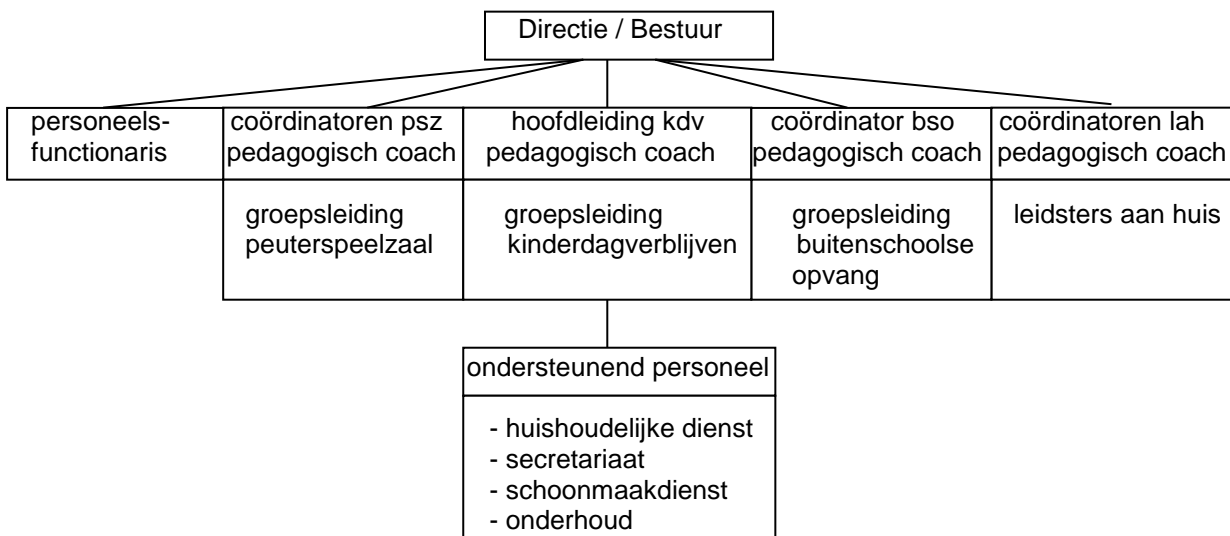 Directie / Bestuur
personeels-
functionaris
coördinatoren psz
pedagogisch coach
hoofdleiding kdv
pedagogisch coach
coördinator bso
pedagogisch coach
coördinatoren lah
pedagogisch coach
groepsleiding
peuterspeelzaal
groepsleiding
kinderdagverblijven
groepsleiding
buitenschoolse
opvang
leidsters aan huis
ondersteunend personeel
- huishoudelijke dienst
- secretariaat
- schoonmaakdienst
- onderhoud